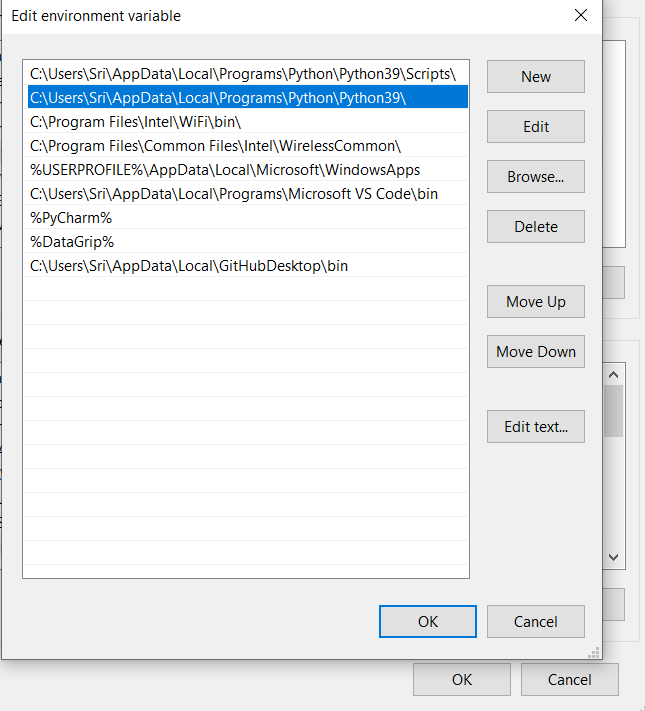 Edit environment variable
C:\Users\Sri\AppData\Local\Programs\Python\Python39\Scripts\
C:\Users\Sri\AppData\Local\Programs\Python\Python39\
C:\Program Files\Intel\WiFi\bin\
C:\Program Files\Common Files\Intel\WirelessCommon\
%USERPROFILE%\AppData\Local\Microsoft\WindowsApps
C:\Users\Sri\AppData\Local\Programs\Microsoft VS Code\bin
%PyCharm%
%DataGrip%
C:\Users\Sri\AppData\Local\GitHubDesktop\bin
New
Edit
Browse...
Delete
Move Up
Move Down
Edit text...
OK
Cancel
OK
Cancel